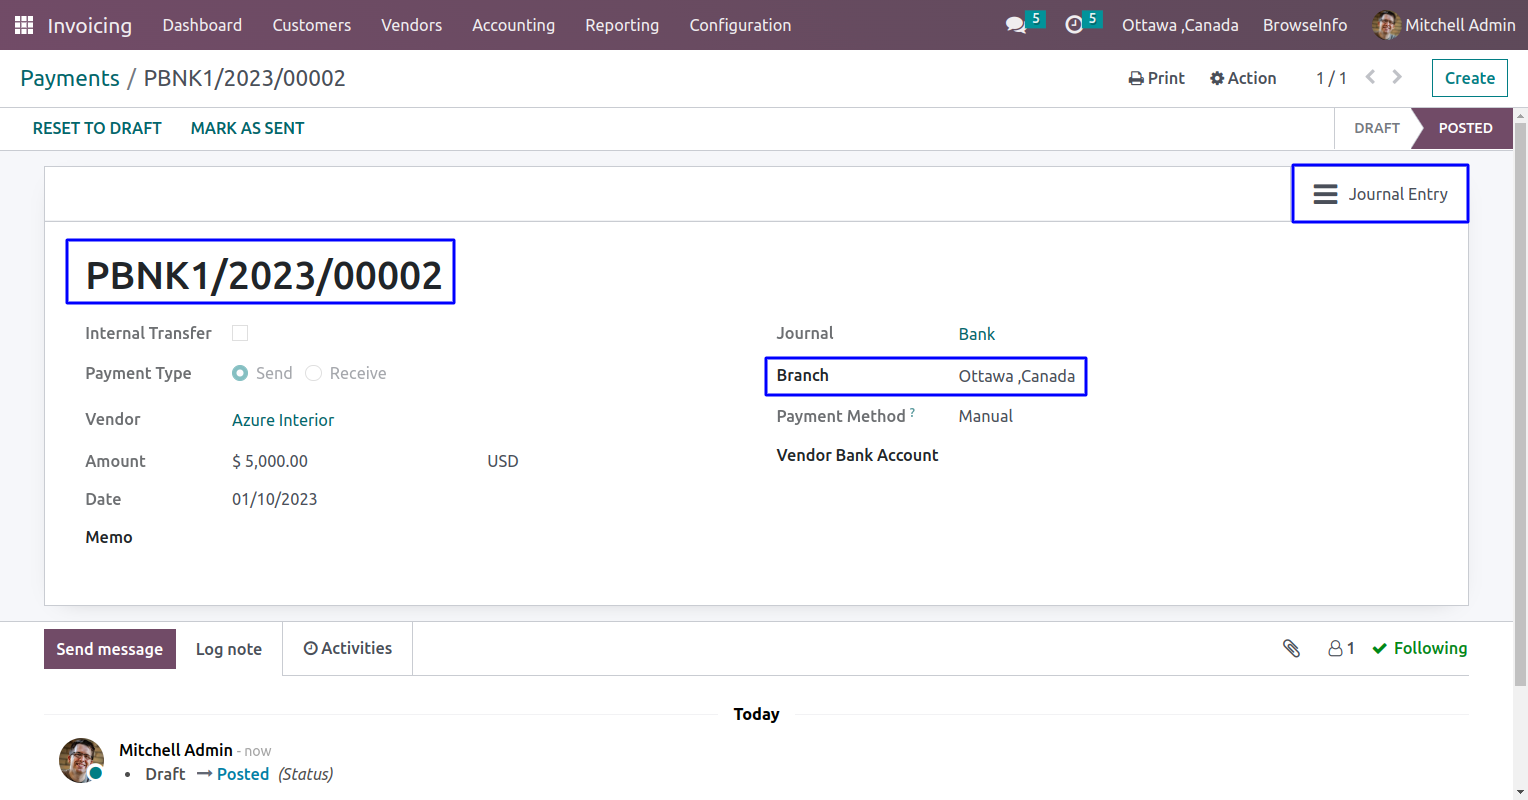 Invoicing Dashboard Customers Vendors Accounting Reporting Configuration 5 5 Ottawa ,Canada BrowseInfo Mitchell Admin
Payments / PBNK1/2023/00002 Print Action 1 / 1 Create
RESET TO DRAFT MARK AS SENT DRAFT POSTED
Journal Entry
PBNK1/2023/00002
Internal Transfer Journal Bank
Payment Type Send Receive Branch Ottawa ,Canada
Vendor Azure Interior Payment Method ? Manual
Amount $ 5,000.00 USD Vendor Bank Account
Date 01/10/2023
Memo
Send message Log note Activities 1 Following
Today
Mitchell Admin - now
• Draft → Posted (Status)